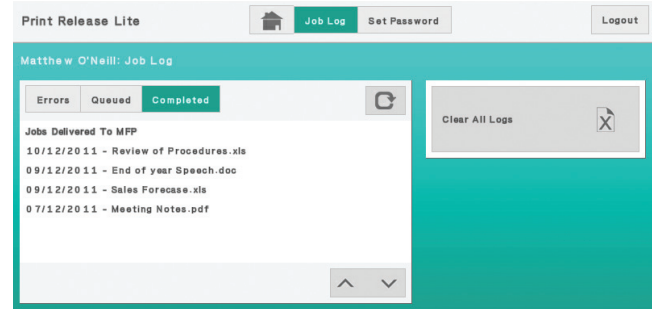 Print Release Lite
Job Log
Set Password
Logout
Matthew O'Neill: Job Log
Errors
Queued
Completed
Clear All Logs
Jobs Delivered To MFP
10/12/2011 - Review of Procedures.xls
09/12/2011 - End of year Speech.doc
09/12/2011 - Sales Forecase.xls
07/12/2011 - Meeting Notes.pdf